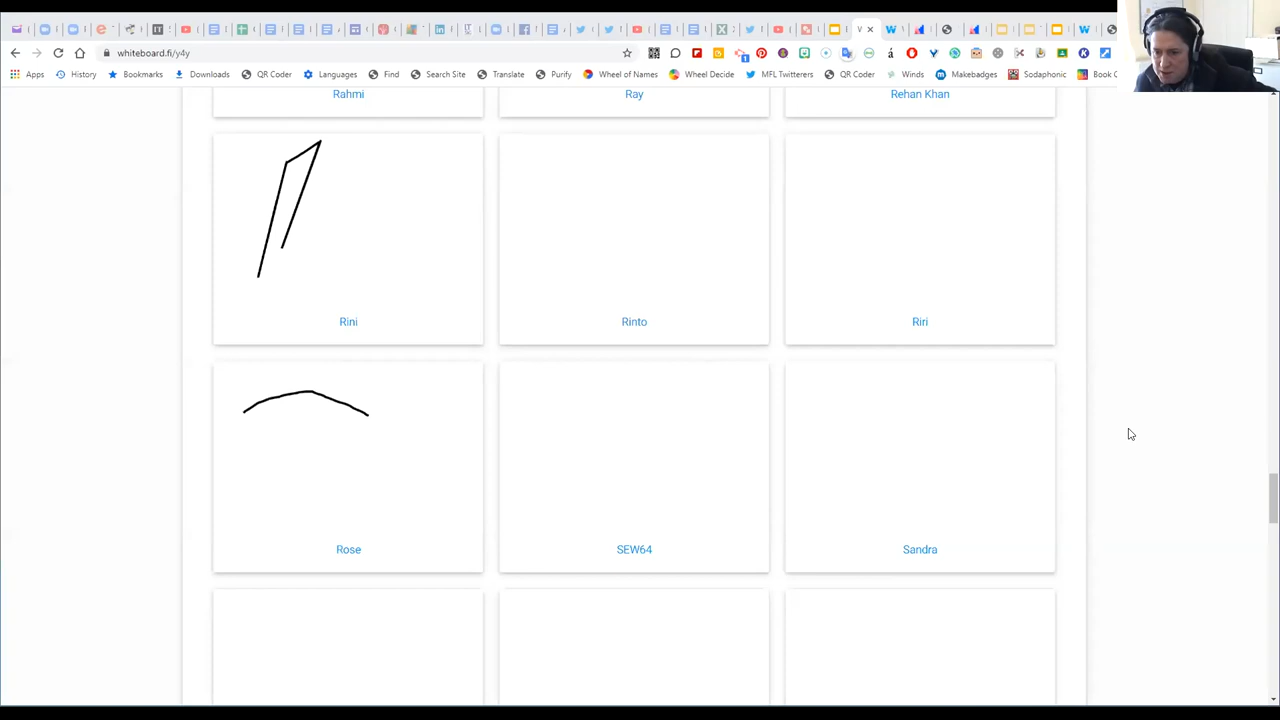 whiteboard.fi/y4y
Apps History Bookmarks Downloads QR Coder Languages Find Search Site Translate Purify Wheel of Names Wheel Decide MFL Twitterers QR Coder Winds Makebadges Sodaphonic Book C
Rahmi Ray Rehan Khan
Rini Rinto Riri
Rose SEW64 Sandra